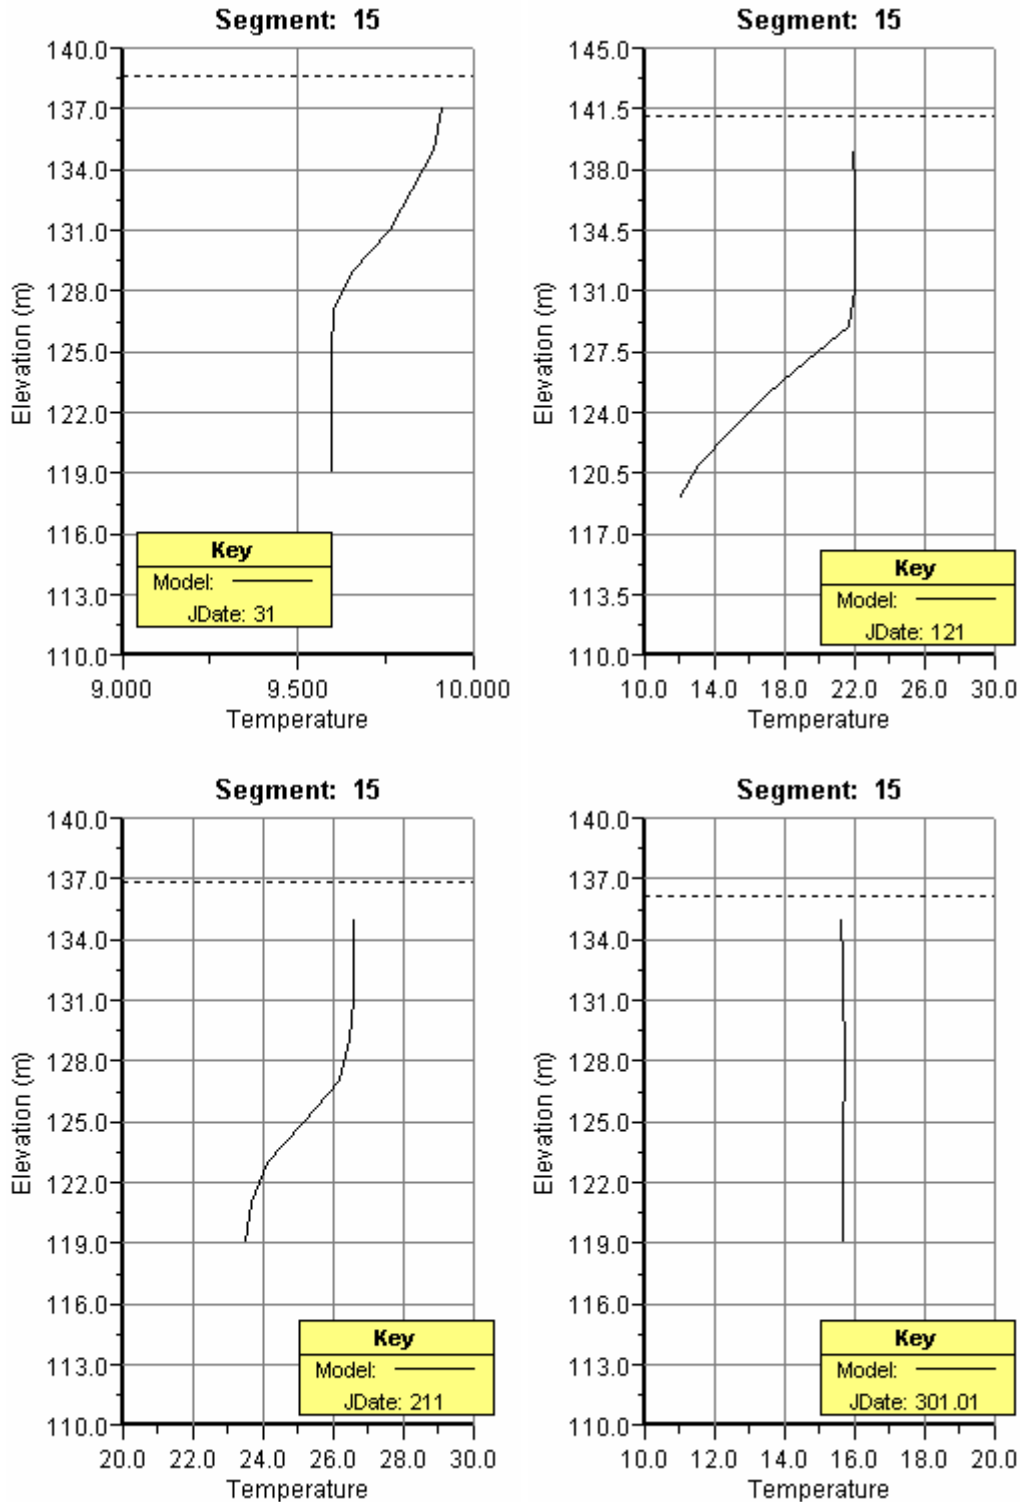 Segment: 15
140.0
137.0
134.0
131.0
128.0
125.0
122.0
119.0
116.0
113.0
110.0
Elevation (m)
Key
Model:
JDate: 31
9.000 9.500 10.000
Temperature
Segment: 15
145.0
141.5
138.0
134.5
131.0
127.5
124.0
120.5
117.0
113.5
110.0
Elevation (m)
Key
Model:
JDate: 121
10.0 14.0 18.0 22.0 26.0 30.0
Temperature
Segment: 15
140.0
137.0
134.0
131.0
128.0
125.0
122.0
119.0
116.0
113.0
110.0
Elevation (m)
Key
Model:
JDate: 211
20.0 22.0 24.0 26.0 28.0 30.0
Temperature
Segment: 15
140.0
137.0
134.0
131.0
128.0
125.0
122.0
119.0
116.0
113.0
110.0
Elevation (m)
Key
Model:
JDate: 301.01
10.0 12.0 14.0 16.0 18.0 20.0
Temperature